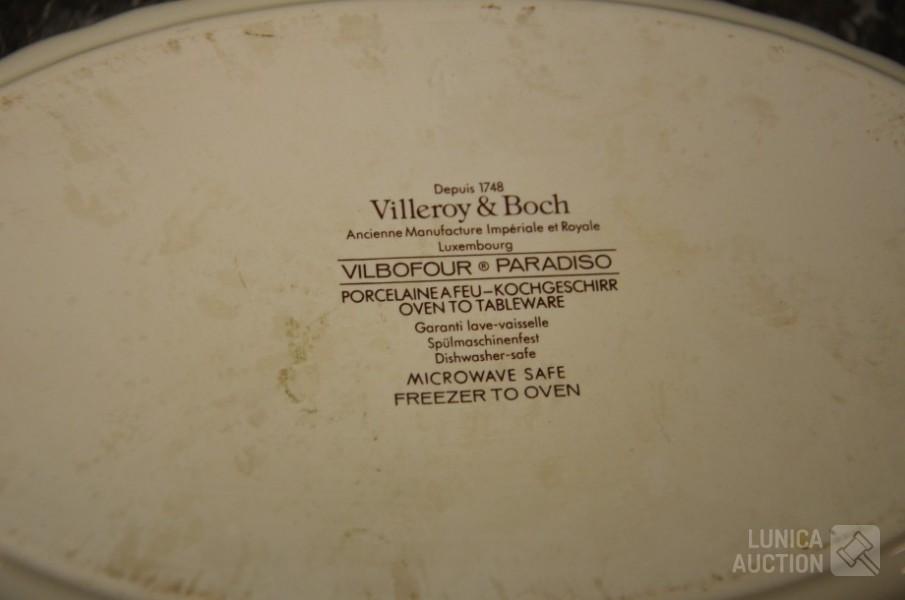 Depuis 1748
Villeroy & Boch
Ancienne Manufacture Impériale et Royale
Luxembourg
VILBOFOUR ® PARADISO
PORCELAINE A FEU–KOCHGESCHIRR
OVEN TO TABLEWARE
Garanti lave-vaisselle
Spülmaschinenfest
Dishwasher-safe
MICROWAVE SAFE
FREEZER TO OVEN
LUNICA
AUCTION